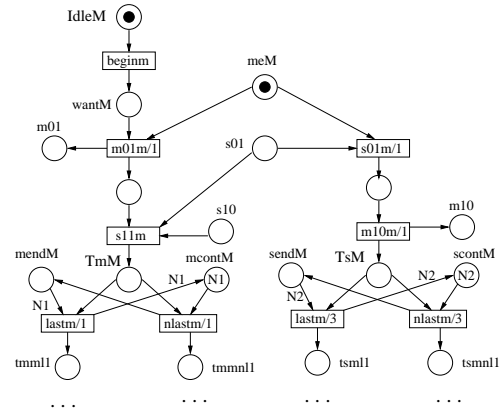 IdleM
beginm
meM
wantM
m01
m01m/1
s01
s01m/1
s10
m10
s11m
m10m/1
mendM
TmM
mcontM
sendM
TsM
scontM
N1
N1
N1
N2
N2
N2
lastm/1
nlastm/1
lastm/3
nlastm/3
tmml1
tmmnl1
tsml1
tsmnl1
. . .
. . .
. . .
. . .